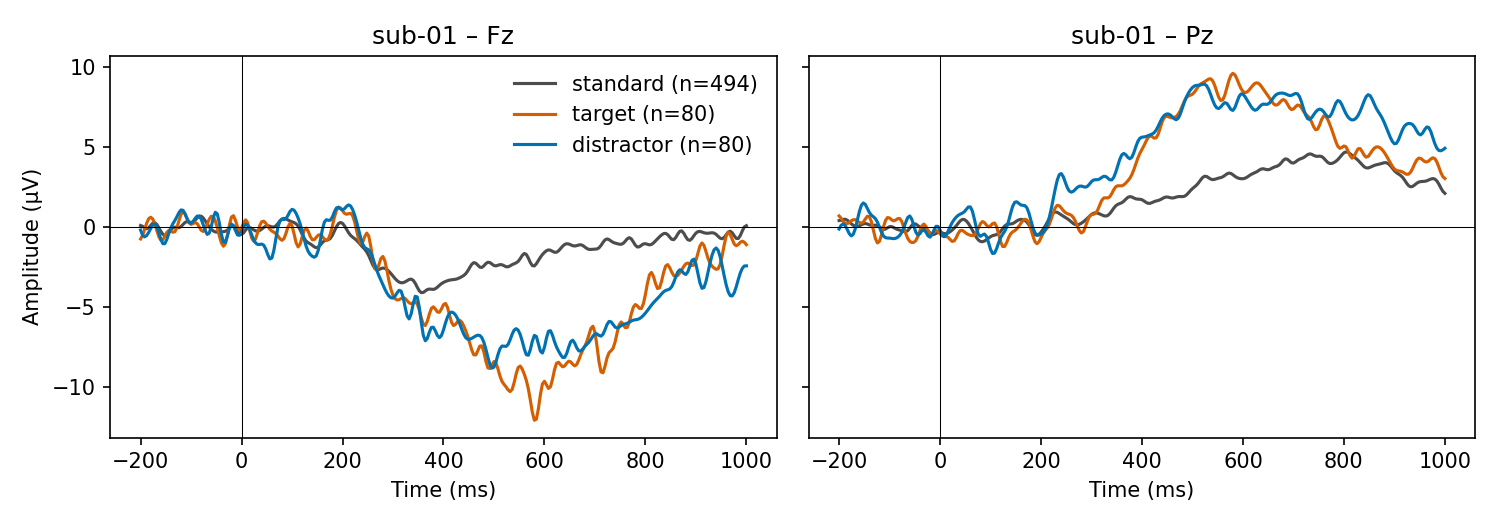 sub-01 – Fz
sub-01 – Pz
Amplitude (µV)
10
5
0
−5
−10
standard (n=494)
target (n=80)
distractor (n=80)
−200 0 200 400 600 800 1000
−200 0 200 400 600 800 1000
Time (ms)
Time (ms)